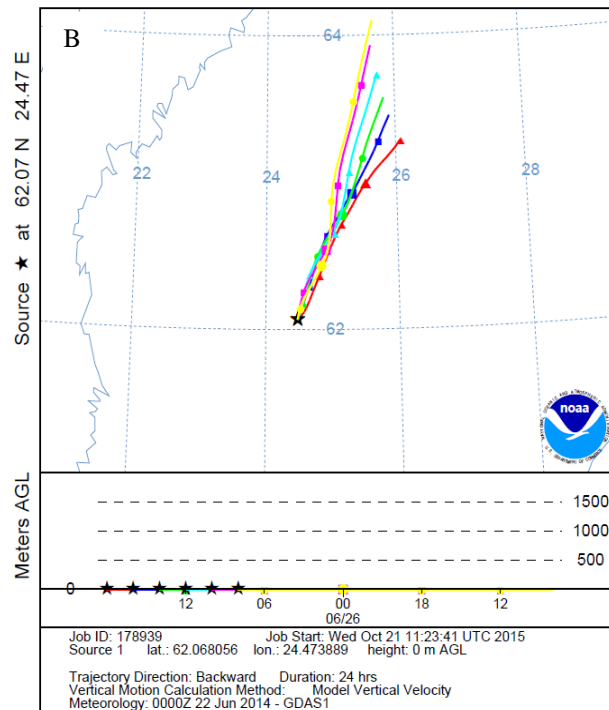 B
64
22
24
26
28
62
Source ★ at 62.07 N 24.47 E
noaa
Meters AGL
1500
1000
500
0
12 06 00 18 12
06/26
Job ID: 178939 Job Start: Wed Oct 21 11:23:41 UTC 2015
Source 1 lat.: 62.068056 lon.: 24.473889 height: 0 m AGL
Trajectory Direction: Backward Duration: 24 hrs
Vertical Motion Calculation Method: Model Vertical Velocity
Meteorology: 0000Z 22 Jun 2014 - GDAS1